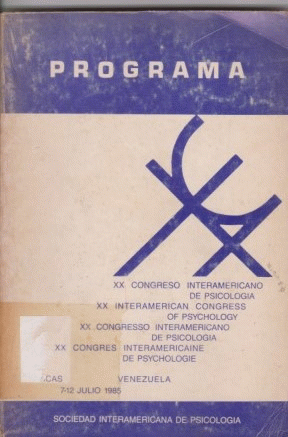 PROGRAMA
XX CONGRESO INTERAMERICANO
DE PSICOLOGIA
XX INTERAMERICAN CONGRESS
OF PSYCHOLOGY
XX CONGRESSO INTERAMERICANO
DE PSICOLOGIA
XX CONGRES INTERAMERICAINE
DE PSYCHOLOGIE
CAS VENEZUELA
7-12 JULIO 1985
SOCIEDAD INTERAMERICANA DE PSICOLOGIA